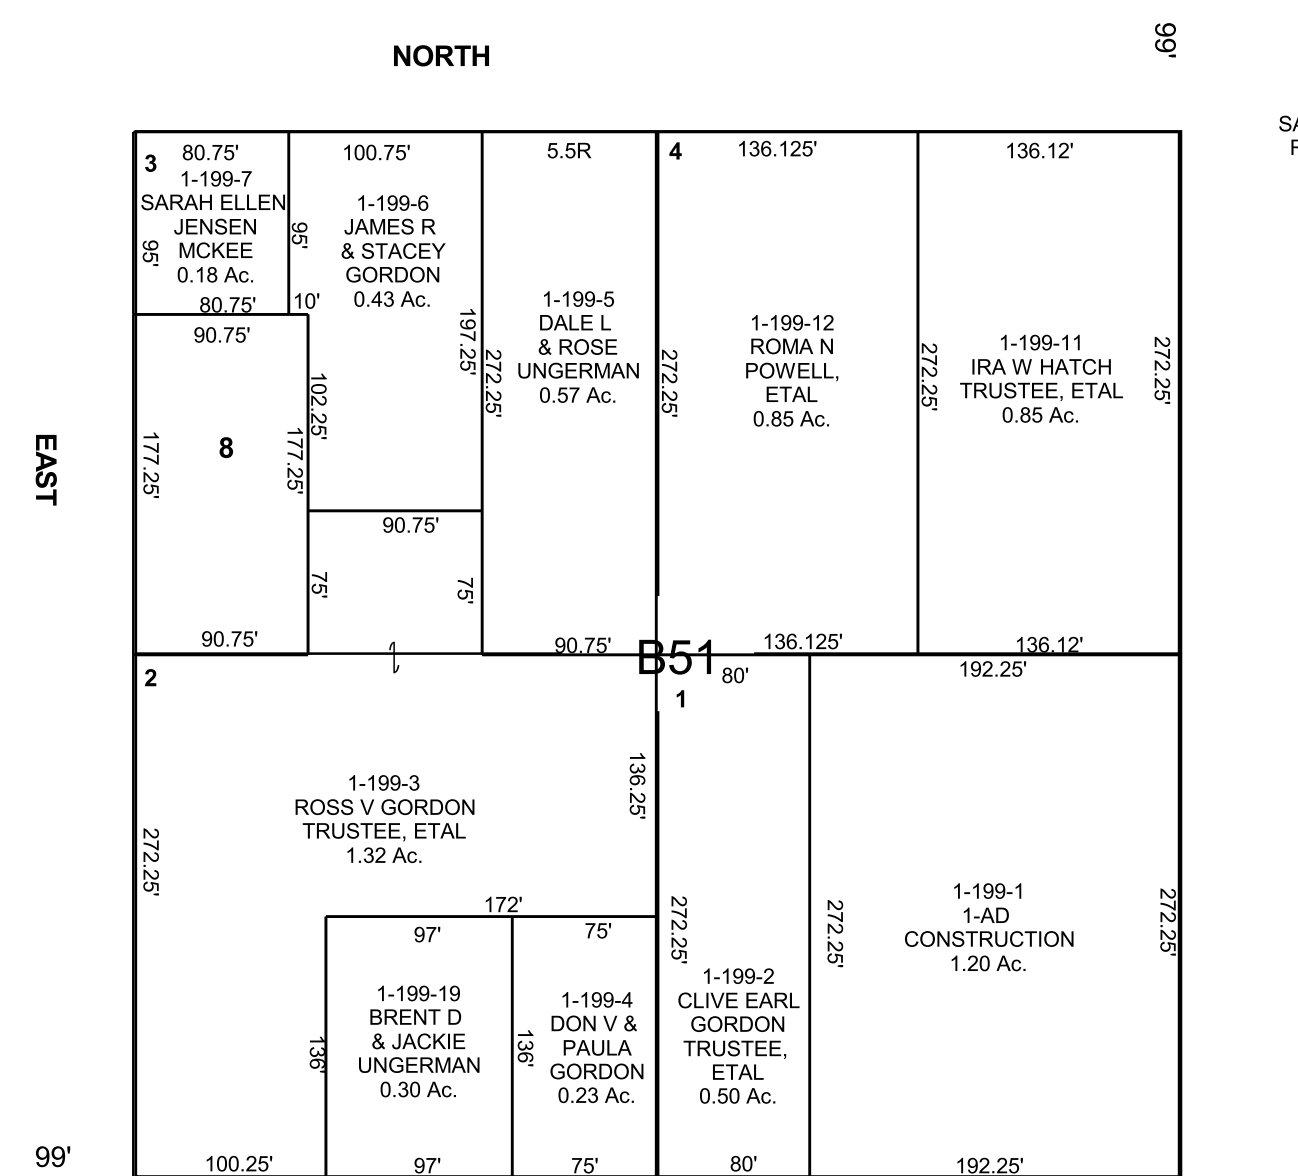 NORTH
99'
SA
3
80.75'
1-199-7
SARAH ELLEN
JENSEN
MCKEE
0.18 Ac.
95'
80.75'
95'
10'
100.75'
1-199-6
JAMES R
& STACEY
GORDON
0.43 Ac.
197.25'
102.25'
5.5R
1-199-5
DALE L
& ROSE
UNGERMAN
0.57 Ac.
272.25'
90.75'
4
136.125'
1-199-12
ROMA N
POWELL,
ETAL
0.85 Ac.
272.25'
136.125'
136.12'
1-199-11
IRA W HATCH
TRUSTEE, ETAL
0.85 Ac.
272.25'
272.25'
136.12'
EAST
90.75'
8
177.25'
177.25'
90.75'
90.75'
75'
75'
B51
2
1-199-3
ROSS V GORDON
TRUSTEE, ETAL
1.32 Ac.
272.25'
136.25'
172'
100.25'
97'
1-199-19
BRENT D
& JACKIE
UNGERMAN
0.30 Ac.
136'
97'
75'
1-199-4
DON V &
PAULA
GORDON
0.23 Ac.
136'
75'
80'
1
272.25'
1-199-2
CLIVE EARL
GORDON
TRUSTEE,
ETAL
0.50 Ac.
80'
192.25'
1-199-1
1-AD
CONSTRUCTION
1.20 Ac.
272.25'
272.25'
192.25'
99'